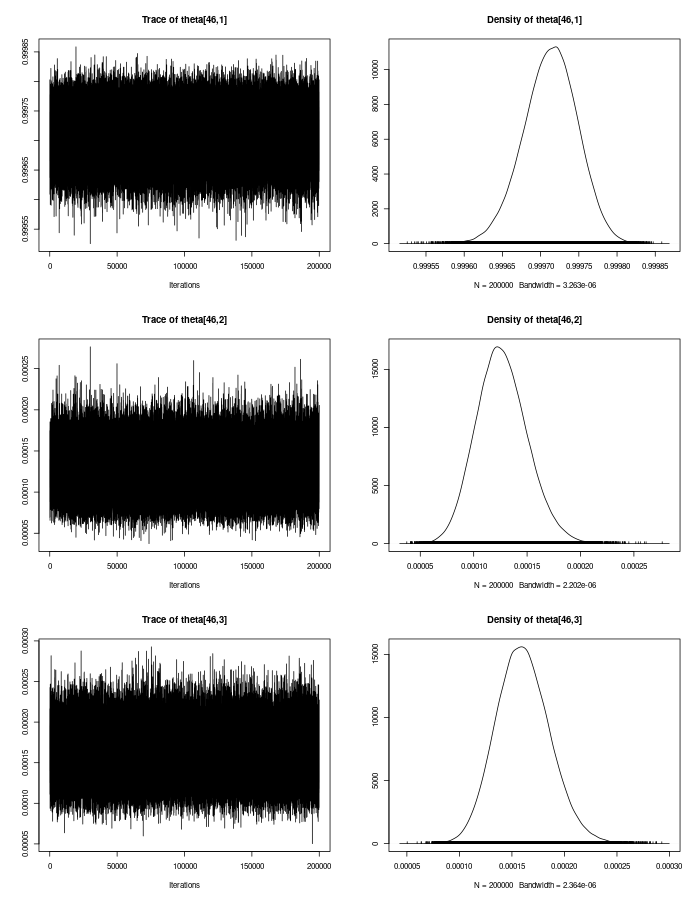 Trace of theta[46,1]
0.99955 0.99965 0.99975 0.99985
0 50000 100000 150000 200000
Iterations
Density of theta[46,1]
0 2000 4000 6000 8000 10000
0.99955 0.99960 0.99965 0.99970 0.99975 0.99980 0.99985
N = 200000 Bandwidth = 3.263e-06
Trace of theta[46,2]
0.00005 0.00010 0.00015 0.00020 0.00025
0 50000 100000 150000 200000
Iterations
Density of theta[46,2]
0 5000 10000 15000
0.00005 0.00010 0.00015 0.00020 0.00025
N = 200000 Bandwidth = 2.202e-06
Trace of theta[46,3]
0.00005 0.00010 0.00015 0.00020 0.00025 0.00030
0 50000 100000 150000 200000
Iterations
Density of theta[46,3]
0 5000 10000 15000
0.00005 0.00010 0.00015 0.00020 0.00025 0.00030
N = 200000 Bandwidth = 2.364e-06